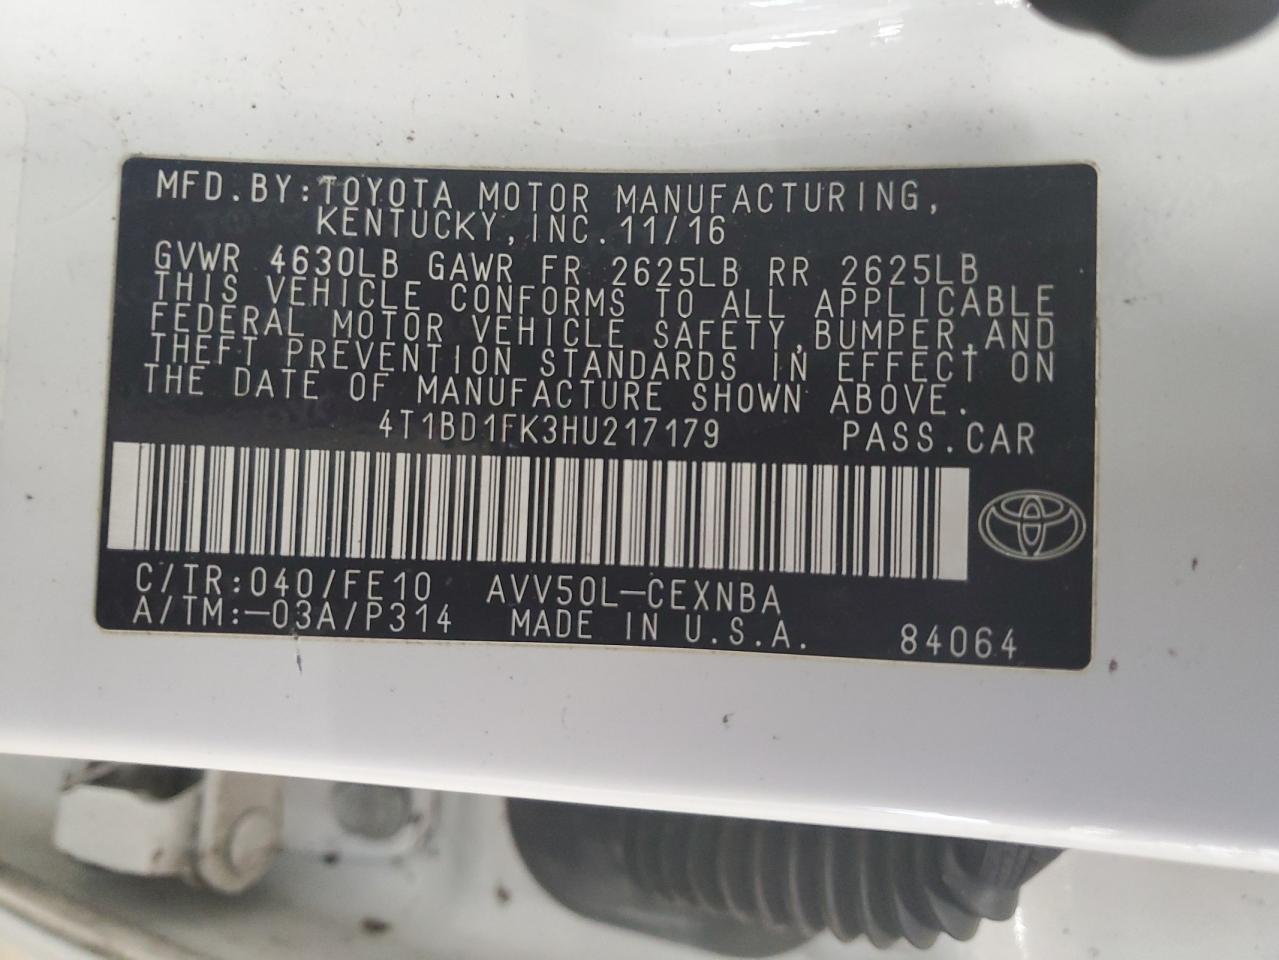 MFD.BY:TOYOTA MOTOR MANUFACTURING,
KENTUCKY,INC.11/16
GVWR 4630LB GAWR FR 2625LB RR 2625LB
THIS VEHICLE CONFORMS TO ALL APPLICABLE
FEDERAL MOTOR VEHICLE SAFETY,BUMPER,AND
THEFT PREVENTION STANDARDS IN EFFECT ON
THE DATE OF MANUFACTURE SHOWN ABOVE.
4T1BD1FK3HU217179 PASS.CAR
C/TR:040/FE10 AVV50L-CEXNBA
A/TM:-03A/P314 MADE IN U.S.A. 84064